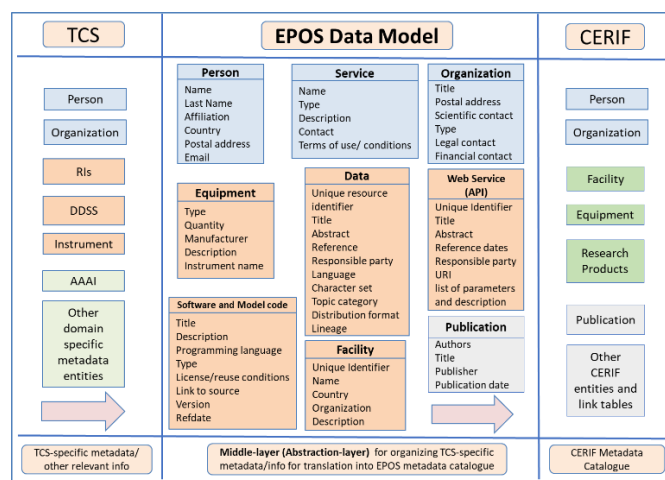 TCS
Person
Organization
RIs
DDSS
Instrument
AAAI
Other
domain
specific
metadata
entities
TCS-specific metadata/
other relevant info
EPOS Data Model
Person
Name
Last Name
Affiliation
Country
Postal address
Email
Service
Name
Type
Description
Contact
Terms of use/ conditions
Organization
Title
Postal address
Scientific contact
Type
Legal contact
Financial contact
Equipment
Type
Quantity
Manufacturer
Description
Instrument name
Data
Unique resource
identifier
Title
Abstract
Reference
Responsible party
Language
Character set
Topic category
Distribution format
Lineage
Web Service
(API)
Unique Identifier
Title
Abstract
Reference dates
Responsible party
URI
list of parameters
and description
Software and Model code
Title
Description
Programming language
Type
License/reuse conditions
Link to source
Version
Refdate
Facility
Unique Identifier
Name
Country
Organization
Description
Publication
Authors
Title
Publisher
Publication date
Middle-layer (Abstraction-layer) for organizing TCS-specific
metadata/info for translation into EPOS metadata catalogue
CERIF
Person
Organization
Facility
Equipment
Research
Products
Publication
Other
CERIF
entities and
link tables
CERIF Metadata
Catalogue